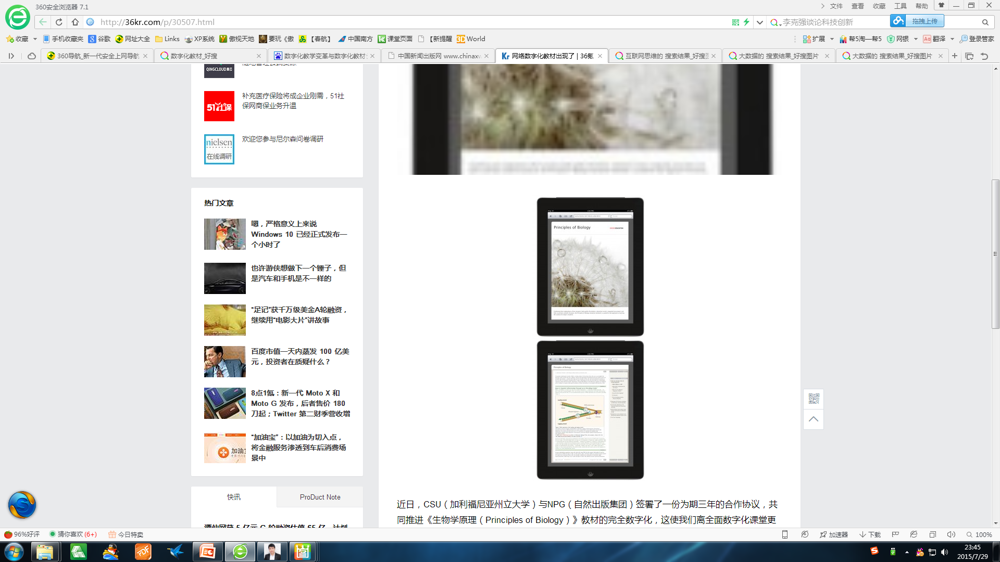 360安全浏览器 7.1
文件 查看 收藏 工具 帮助
http://36kr.com/p/30507.html
李克强谈论科技创新
拖拽上传
收藏 手机收藏夹 谷歌 网址大全 Links XP系统 傲视天地 要玩《傲 【春航】 中国南方 课堂页面 【新提醒 World
扩展 帮5淘—帮5 网银 翻译 登录管家
360导航_新一代安全上网导航
数字化教材_好搜
数字化教学变革与数字化教材
中国新闻出版网 www.chinaxw
网络数字化教材出现了 | 36氪
互联网思维的 搜索结果_好搜图
大数据的 搜索结果_好搜图片
大数据的 搜索结果_好搜图片
QINGCLOUD青云
补充医疗保险将成企业刚需，51社
保网商保业务升温
51社保
nielsen
在线调研
欢迎您参与尼尔森问卷调研
热门文章
嗯，严格意义上来说
Windows 10 已经正式发布一
个小时了
也许游侠想做下一个锤子，但
是汽车和手机是不一样的
“足记”获千万级美金A轮融资，
继续用“电影大片”讲故事
百度市值一天内蒸发 100 亿美
元，投资者在质疑什么？
8点1氪：新一代 Moto X 和
Moto G 发布，后者售价 180
刀起；Twitter 第二财季营收增
“加油宝”：以加油为切入点，
将金融服务渗透到车后消费场
景中
加油宝
快讯
ProDuct Note
Principles of Biology
Principles of Biology
近日，CSU（加利福尼亚州立大学）与NPG（自然出版集团）签署了一份为期三年的合作协议，共
同推进《生物学原理（Principles of Biology）》教材的完全数字化，这使我们离全面数字化课堂更
96%好评
猜你喜欢 (6+)
今日特卖
加速器
下载
100%
PDF
23:45
2015/7/29